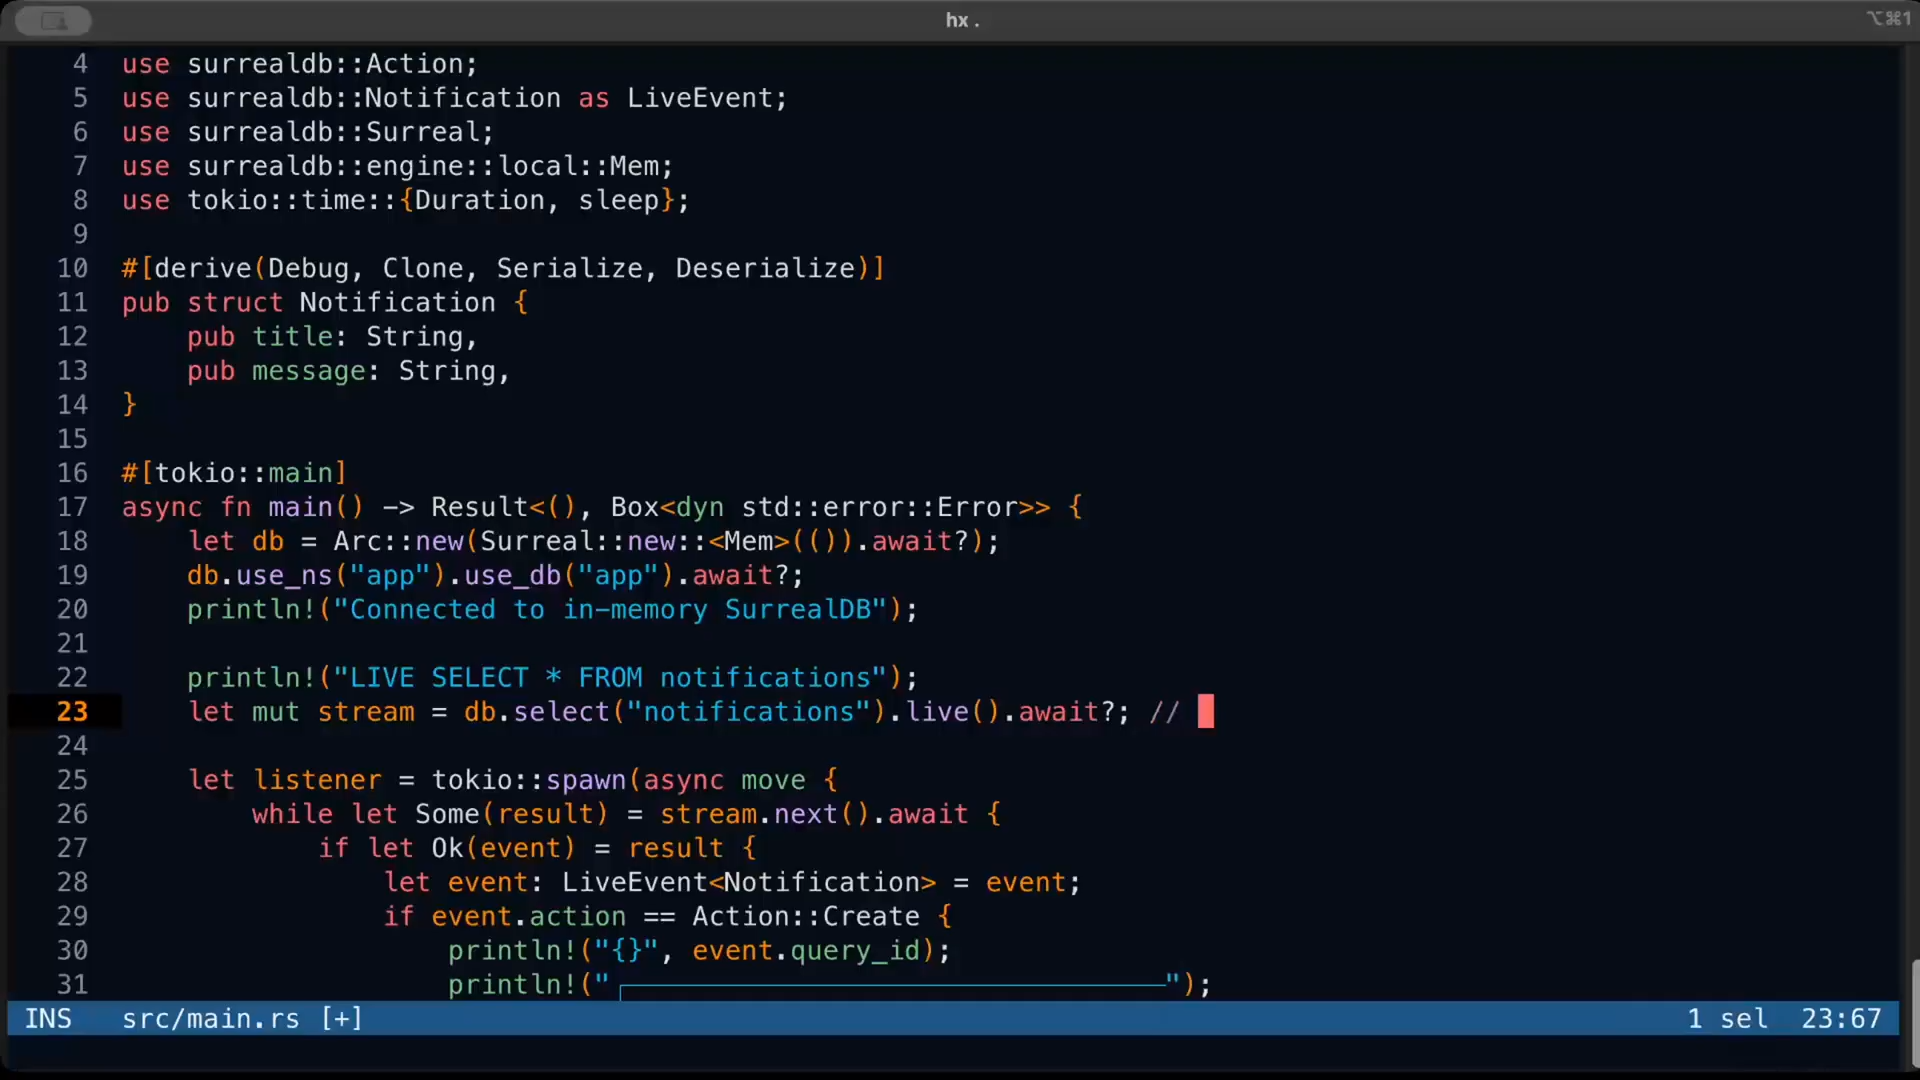 hx .
⌥⌘1
4 use surrealdb::Action;
5 use surrealdb::Notification as LiveEvent;
6 use surrealdb::Surreal;
7 use surrealdb::engine::local::Mem;
8 use tokio::time::{Duration, sleep};
9
10 #[derive(Debug, Clone, Serialize, Deserialize)]
11 pub struct Notification {
12     pub title: String,
13     pub message: String,
14 }
15
16 #[tokio::main]
17 async fn main() -> Result<(), Box<dyn std::error::Error>> {
18     let db = Arc::new(Surreal::new::<Mem>(()).await?);
19     db.use_ns("app").use_db("app").await?;
20     println!("Connected to in-memory SurrealDB");
21
22     println!("LIVE SELECT * FROM notifications");
23     let mut stream = db.select("notifications").live().await?; //
24
25     let listener = tokio::spawn(async move {
26         while let Some(result) = stream.next().await {
27             if let Ok(event) = result {
28                 let event: LiveEvent<Notification> = event;
29                 if event.action == Action::Create {
30                     println!("{}", event.query_id);
31                     println!("┌─────────────────────────────────");
INS src/main.rs [+] 1 sel 23:67